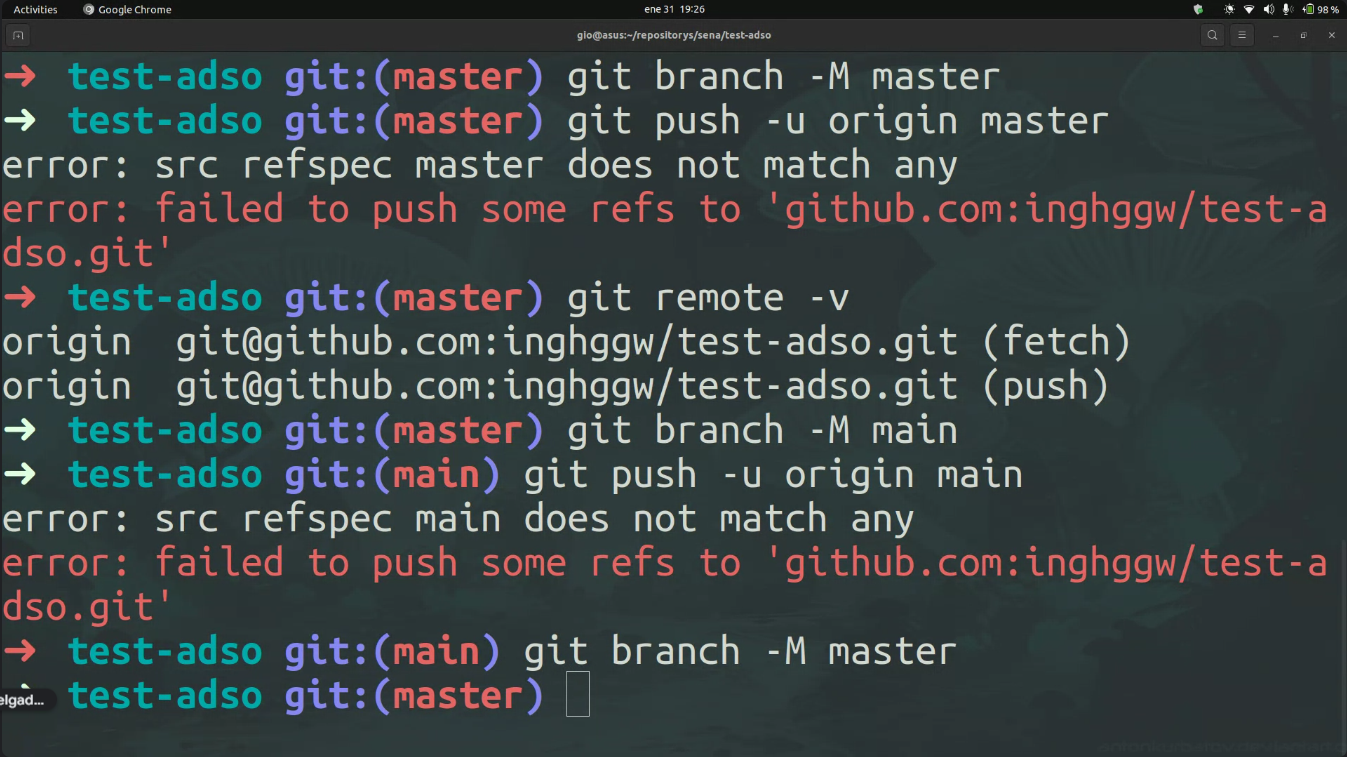 Activities Google Chrome ene 31 19:26 98 %
gio@asus:~/repositorys/sena/test-adso
→ test-adso git:(master) git branch -M master
→ test-adso git:(master) git push -u origin master
error: src refspec master does not match any
error: failed to push some refs to 'github.com:inghggw/test-a
dso.git'
→ test-adso git:(master) git remote -v
origin git@github.com:inghggw/test-adso.git (fetch)
origin git@github.com:inghggw/test-adso.git (push)
→ test-adso git:(master) git branch -M main
→ test-adso git:(main) git push -u origin main
error: src refspec main does not match any
error: failed to push some refs to 'github.com:inghggw/test-a
dso.git'
→ test-adso git:(main) git branch -M master
elgad... test-adso git:(master)